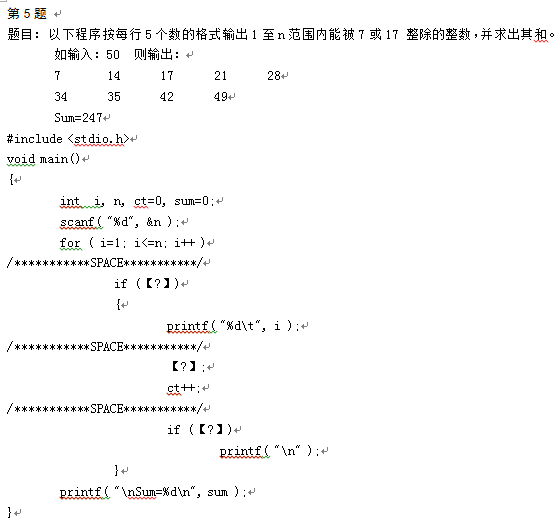 第5题
题目：以下程序按每行5个数的格式输出1至n范围内能被7或17 整除的整数，并求出其和。
如输入：50 则输出：
7 14 17 21 28
34 35 42 49
Sum=247
#include <stdio.h>
void main()
{
int i, n, ct=0, sum=0;
scanf( "%d", &n );
for ( i=1; i<=n; i++ )
/***********SPACE***********/
if (【?】)
{
printf( "%d\t", i );
/***********SPACE***********/
【?】;
ct++;
/***********SPACE***********/
if (【?】)
printf( "\n" );
}
printf( "\nSum=%d\n", sum );
}